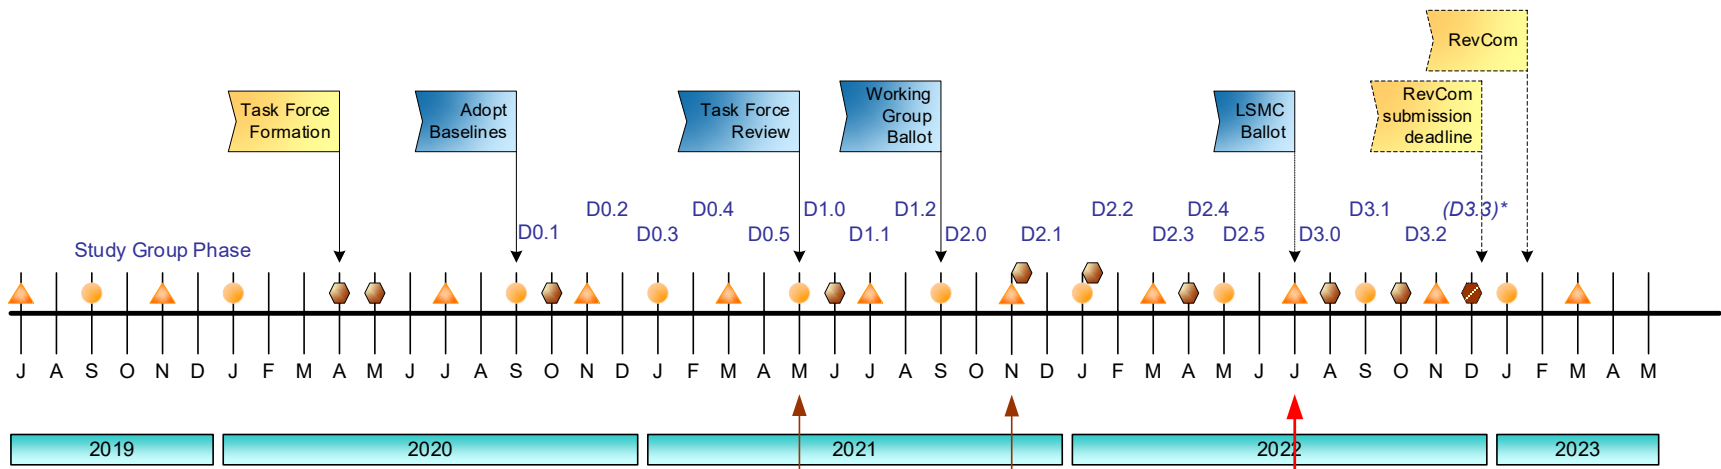 RevCom
Task Force
Formation
Adopt
Baselines
Task Force
Review
Working
Group
Ballot
LSMC
Ballot
RevCom
submission
deadline
D0.2
D0.4
D1.0
D1.2
D2.2
D2.4
D3.1
(D3.3)*
D0.1
D0.3
D0.5
D1.1
D2.0
D2.1
D2.3
D2.5
D3.0
D3.2
Study Group Phase
J A S O N D J F M A M J J A S O N D J F M A M J J A S O N D J F M A M J J A S O N D J F M A M
2019 2020 2021 2022 2023